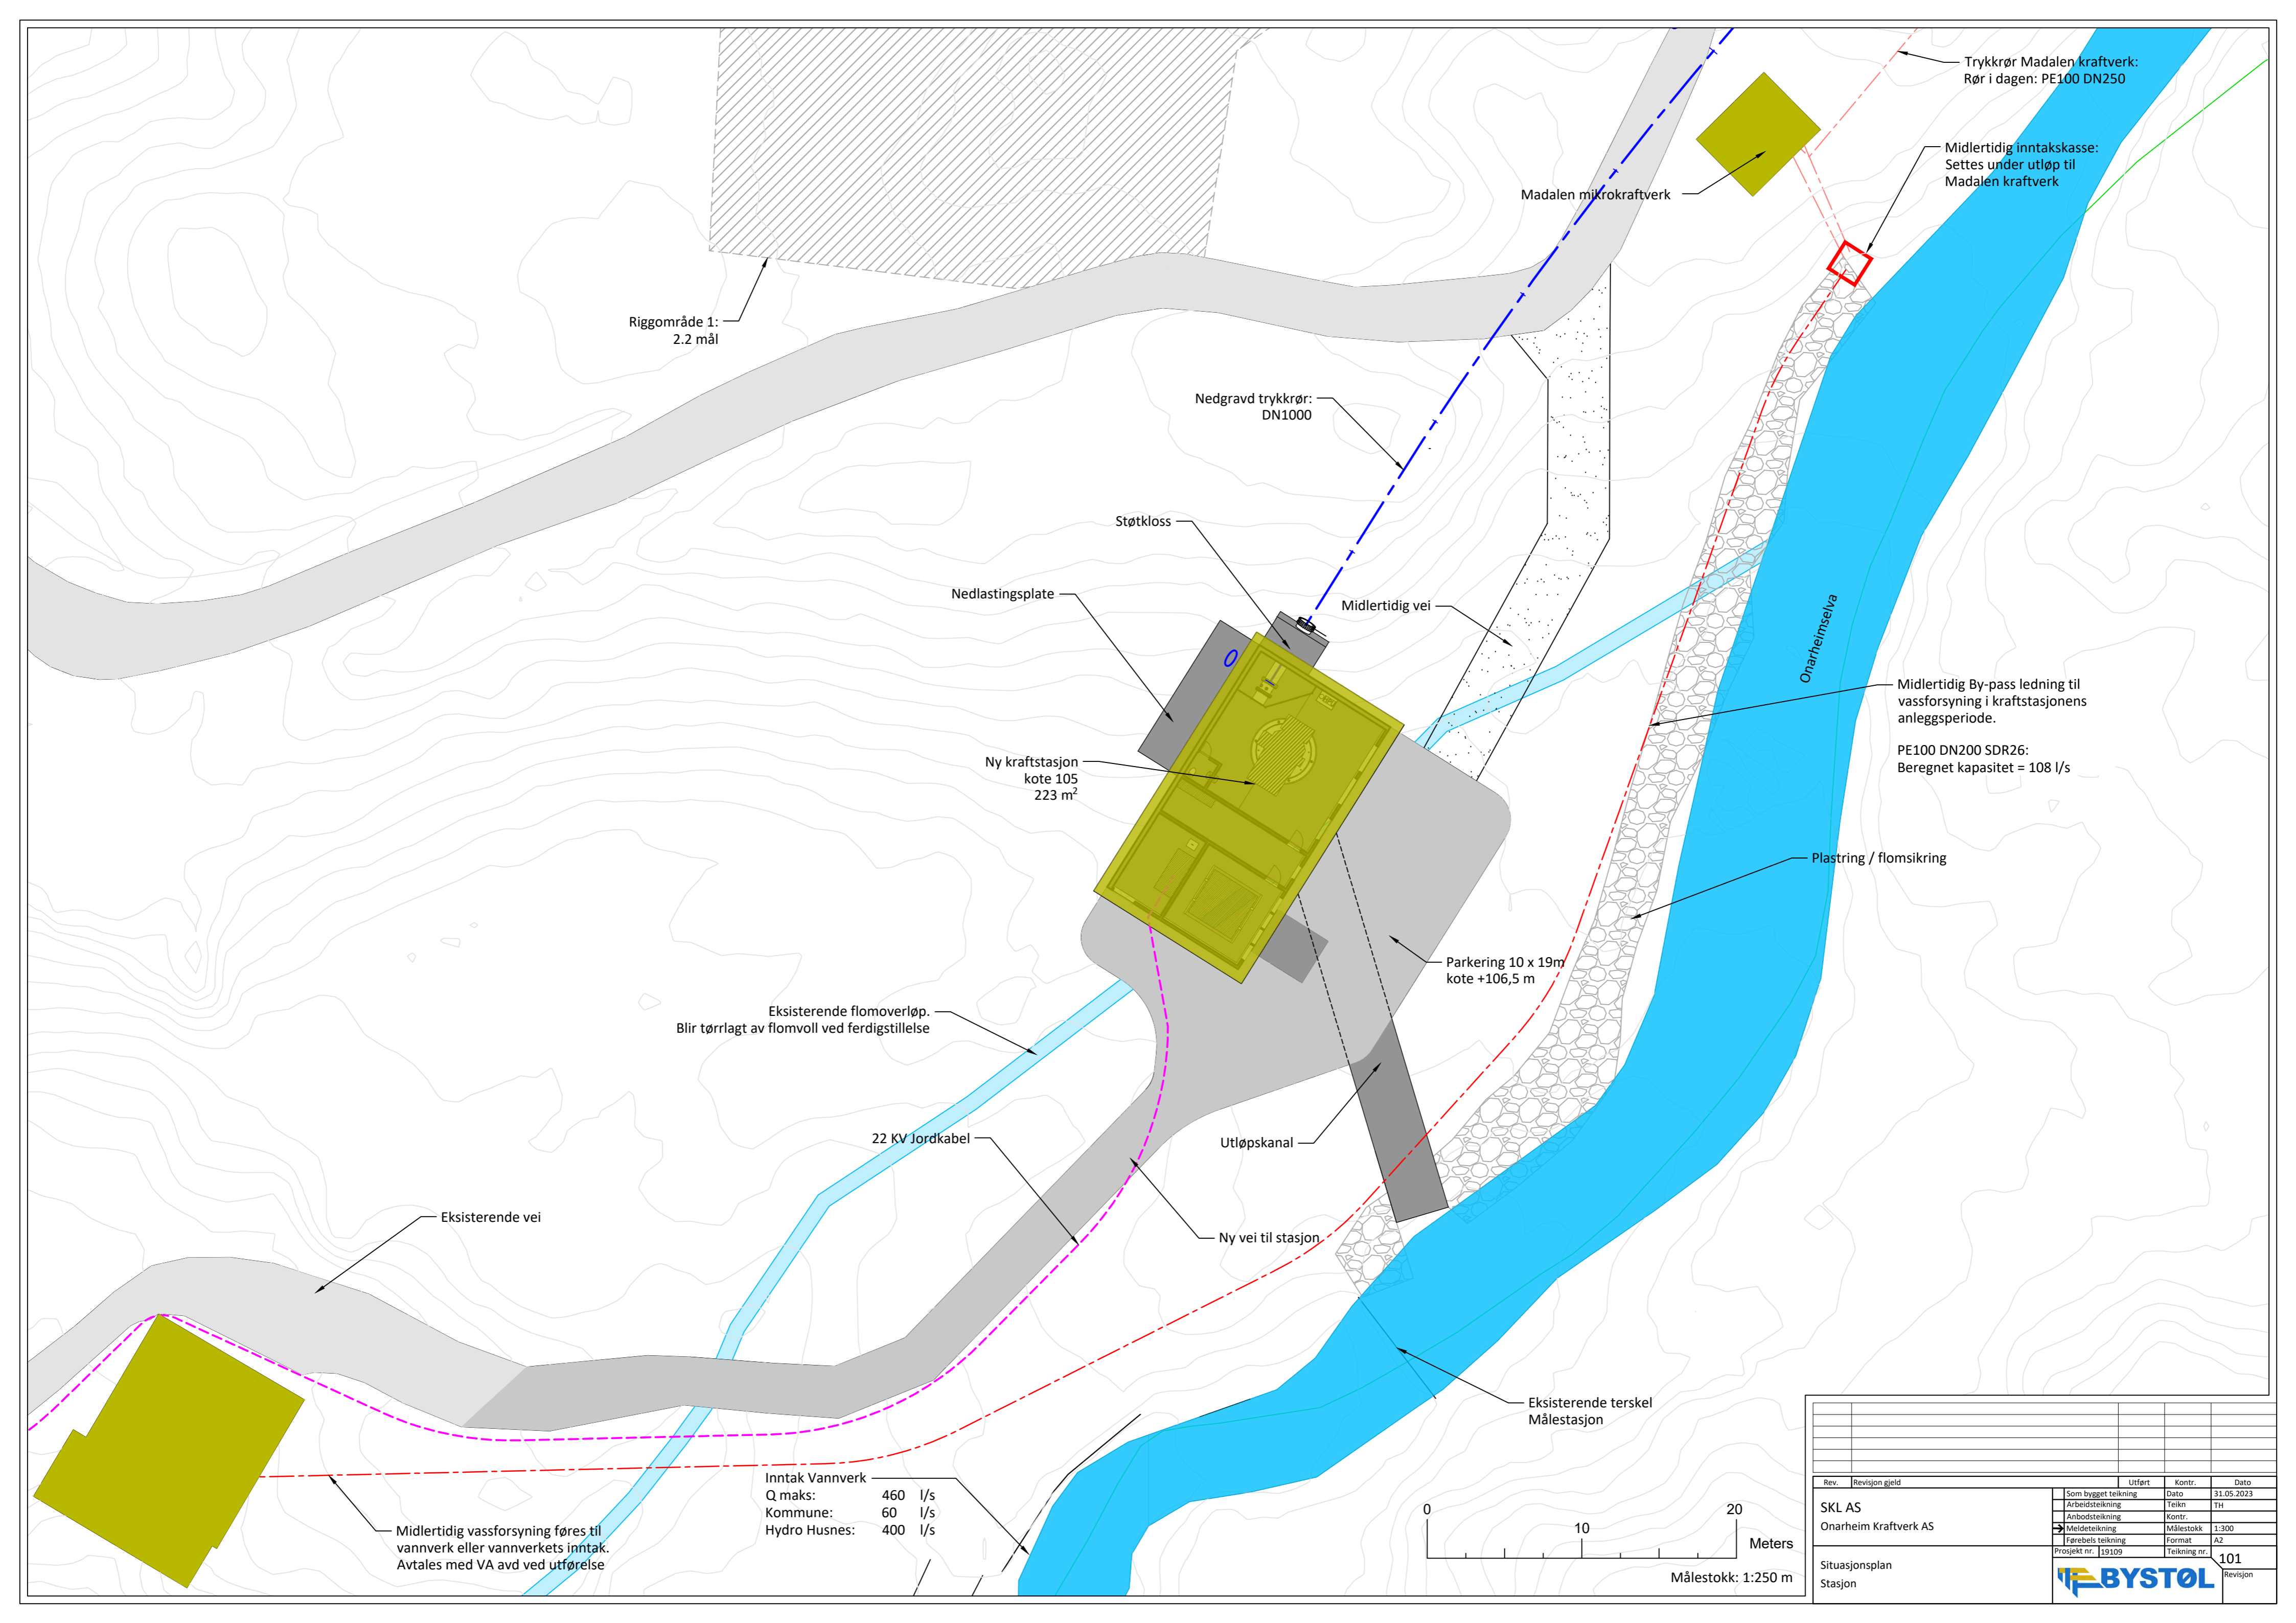 Trykkrør Madalen kraftverk:
Rør i dagen: PE100 DN250
Midlertidig inntakskasse:
Settes under utløp til
Madalen kraftverk
Madalen mikrokraftverk
Riggområde 1:
2.2 mål
Nedgravd trykkrør:
DN1000
Støtkloss
Nedlastingsplate
Midlertidig vei
Onarheimselva
Midlertidig By-pass ledning til
vassforsyning i kraftstasjonens
anleggsperiode.
PE100 DN200 SDR26:
Beregnet kapasitet = 108 l/s
Ny kraftstasjon
kote 105
223 m²
Plastring / flomsikring
Parkering 10 x 19m
kote +106,5 m
Eksisterende flomoverløp.
Blir tørrlagt av flomvoll ved ferdigstillelse
22 KV Jordkabel
Utløpskanal
Eksisterende vei
Ny vei til stasjon
Eksisterende terskel
Målestasjon
Inntak Vannverk
Q maks: 460 l/s
Kommune: 60 l/s
Hydro Husnes: 400 l/s
Midlertidig vassforsyning føres til
vannverk eller vannverkets inntak.
Avtales med VA avd ved utførelse
0 10 20
Meters
Målestokk: 1:250 m
Rev. Revisjon gjeld Utført Kontr. Dato
SKL AS
Onarheim Kraftverk AS
Som bygget teikning Dato 31.05.2023
Arbeidsteikning Teikn TH
Anbodsteikning Kontr.
Meldeteikning Målestokk 1:300
Førebels teikning Format A2
Prosjekt nr. 19109 Teikning nr. 101
Situasjonsplan
Stasjon
BYSTØL
Revisjon